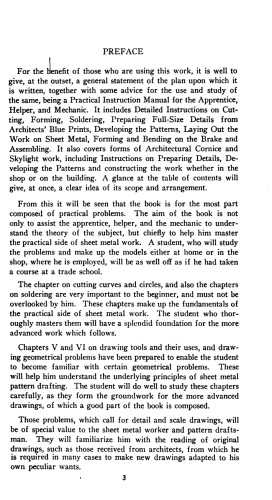 PREFACE
For the benefit of those who are using this work, it is well to
give, at the outset, a general statement of the plan upon which it
is written, together with some advice for the use and study of
the same, being a Practical Instruction Manual for the Apprentice,
Helper, and Mechanic. It includes Detailed Instructions on Cut-
ting, Forming, Soldering, Preparing Full-Size Details from
Architects' Blue Prints, Developing the Patterns, Laying Out the
Work on Sheet Metal, Forming and Bending on the Brake and
Assembling. It also covers forms of Architectural Cornice and
Skylight work, including Instructions on Preparing Details, De-
veloping the Patterns and constructing the work whether in the
shop or on the building. A glance at the table of contents will
give, at once, a clear idea of its scope and arrangement.
From this it will be seen that the book is for the most part
composed of practical problems. The aim of the book is not
only to assist the apprentice, helper, and the mechanic to under-
stand the theory of the subject, but chiefly to help him master
the practical side of sheet metal work. A student, who will study
the problems and make up the models either at home or in the
shop, where he is employed, will be as well off as if he had taken
a course at a trade school.
The chapter on cutting curves and circles, and also the chapters
on soldering are very important to the beginner, and must not be
overlooked by him. These chapters make up the fundamentals of
the practical side of sheet metal work. The student who thor-
oughly masters them will have a splendid foundation for the more
advanced work which follows.
Chapters V and VI on drawing tools and their uses, and draw-
ing geometrical problems have been prepared to enable the student
to become familiar with certain geometrical problems. These
will help him understand the underlying principles of sheet metal
pattern drafting. The student will do well to study these chapters
carefully, as they form the groundwork for the more advanced
drawings, of which a good part of the book is composed.
Those problems, which call for detail and scale drawings, will
be of special value to the sheet metal worker and pattern drafts-
man. They will familiarize him with the reading of original
drawings, such as those received from architects, from which he
is required in many cases to make new drawings adapted to his
own peculiar wants.
3